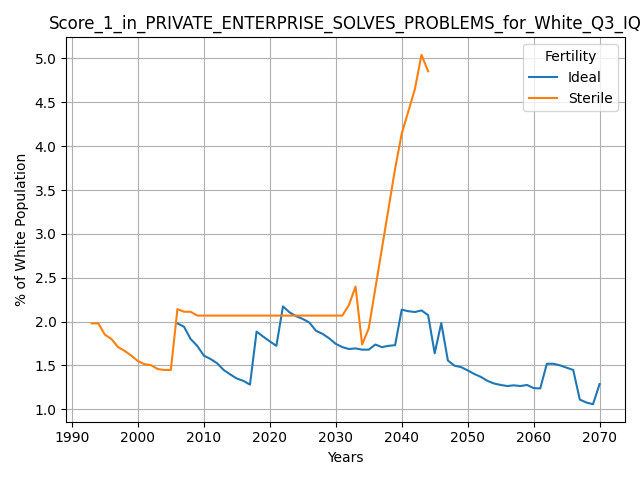 Score_1_in_PRIVATE_ENTERPRISE_SOLVES_PROBLEMS_for_White_Q3_IQ
% of White Population
5.0
4.5
4.0
3.5
3.0
2.5
2.0
1.5
1.0
Fertility
Ideal
Sterile
1990 2000 2010 2020 2030 2040 2050 2060 2070
Years